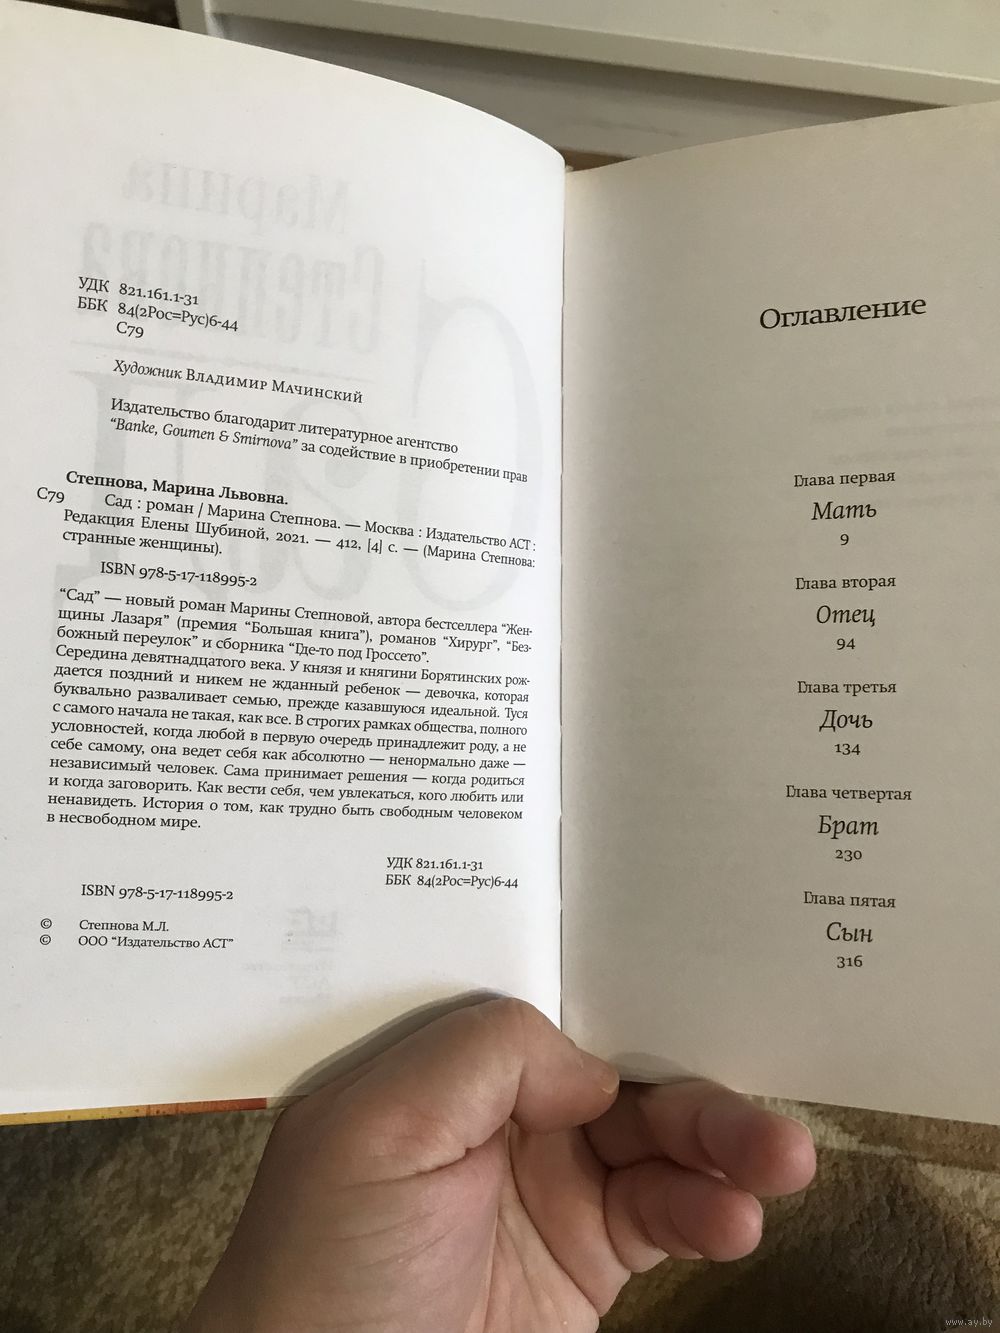 УДК 821.161.1-31
ББК 84(2Рос=Рус)6-44
С79
Художник Владимир Мачинский
Издательство благодарит литературное агентство
“Banke, Goumen & Smirnova” за содействие в приобретении прав
Степнова, Марина Львовна.
С79 Сад : роман / Марина Степнова. — Москва : Издательство АСТ :
Редакция Елены Шубиной, 2021. — 412, [4] с. — (Марина Степнова:
странные женщины).
ISBN 978-5-17-118995-2
“Сад” — новый роман Марины Степновой, автора бестселлера “Жен-
щины Лазаря” (премия “Большая книга”), романов “Хирург”, “Без-
божный переулок” и сборника “Где-то под Гроссето”.
Середина девятнадцатого века. У князя и княгини Борятинских рож-
дается поздний и никем не жданный ребенок — девочка, которая
буквально разваливает семью, прежде казавшуюся идеальной. Туся
с самого начала не такая, как все. В строгих рамках общества, полного
условностей, когда любой в первую очередь принадлежит роду, а не
себе самому, она ведет себя как абсолютно — ненормально даже —
независимый человек. Сама принимает решения — когда родиться
и когда заговорить. Как вести себя, чем увлекаться, кого любить или
ненавидеть. История о том, как трудно быть свободным человеком
в несвободном мире.
УДК 821.161.1-31
ББК 84(2Рос=Рус)6-44
ISBN 978-5-17-118995-2
© Степнова М.Л.
© ООО “Издательство АСТ”
Оглавление
Глава первая
Мать
9
Глава вторая
Отец
94
Глава третья
Дочь
134
Глава четвертая
Брат
230
Глава пятая
Сын
316
www.ay.by